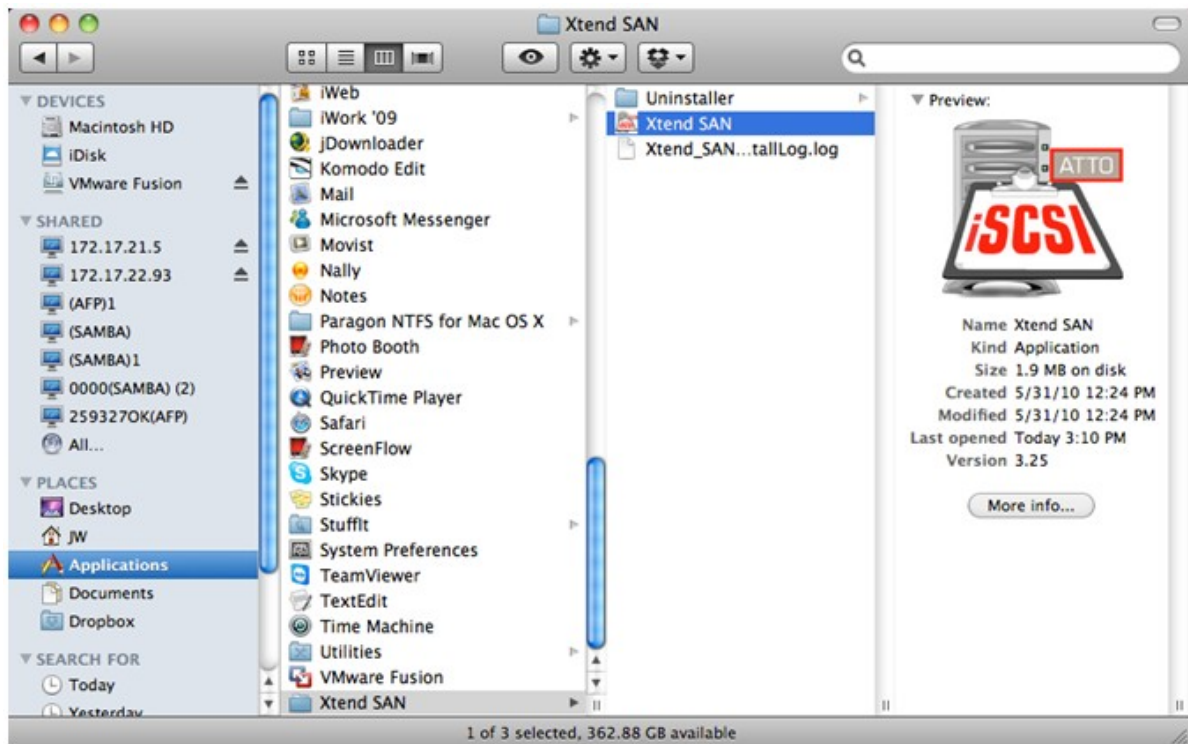 Xtend SAN
DEVICES
Macintosh HD
iDisk
VMware Fusion
SHARED
172.17.21.5
172.17.22.93
(AFP)1
(SAMBA)
(SAMBA)1
0000(SAMBA) (2)
259327OK(AFP)
All...
PLACES
Desktop
JW
Applications
Documents
Dropbox
SEARCH FOR
Today
Yesterday
iWeb
iWork '09
jDownloader
Komodo Edit
Mail
Microsoft Messenger
Movist
Nally
Notes
Paragon NTFS for Mac OS X
Photo Booth
Preview
QuickTime Player
Safari
ScreenFlow
Skype
Stickies
StuffIt
System Preferences
TeamViewer
TextEdit
Time Machine
Utilities
VMware Fusion
Xtend SAN
Uninstaller
Xtend SAN
Xtend_SAN...tallLog.log
Preview:
ATTO
iSCSI
Name Xtend SAN
Kind Application
Size 1.9 MB on disk
Created 5/31/10 12:24 PM
Modified 5/31/10 12:24 PM
Last opened Today 3:10 PM
Version 3.25
More info...
1 of 3 selected, 362.88 GB available